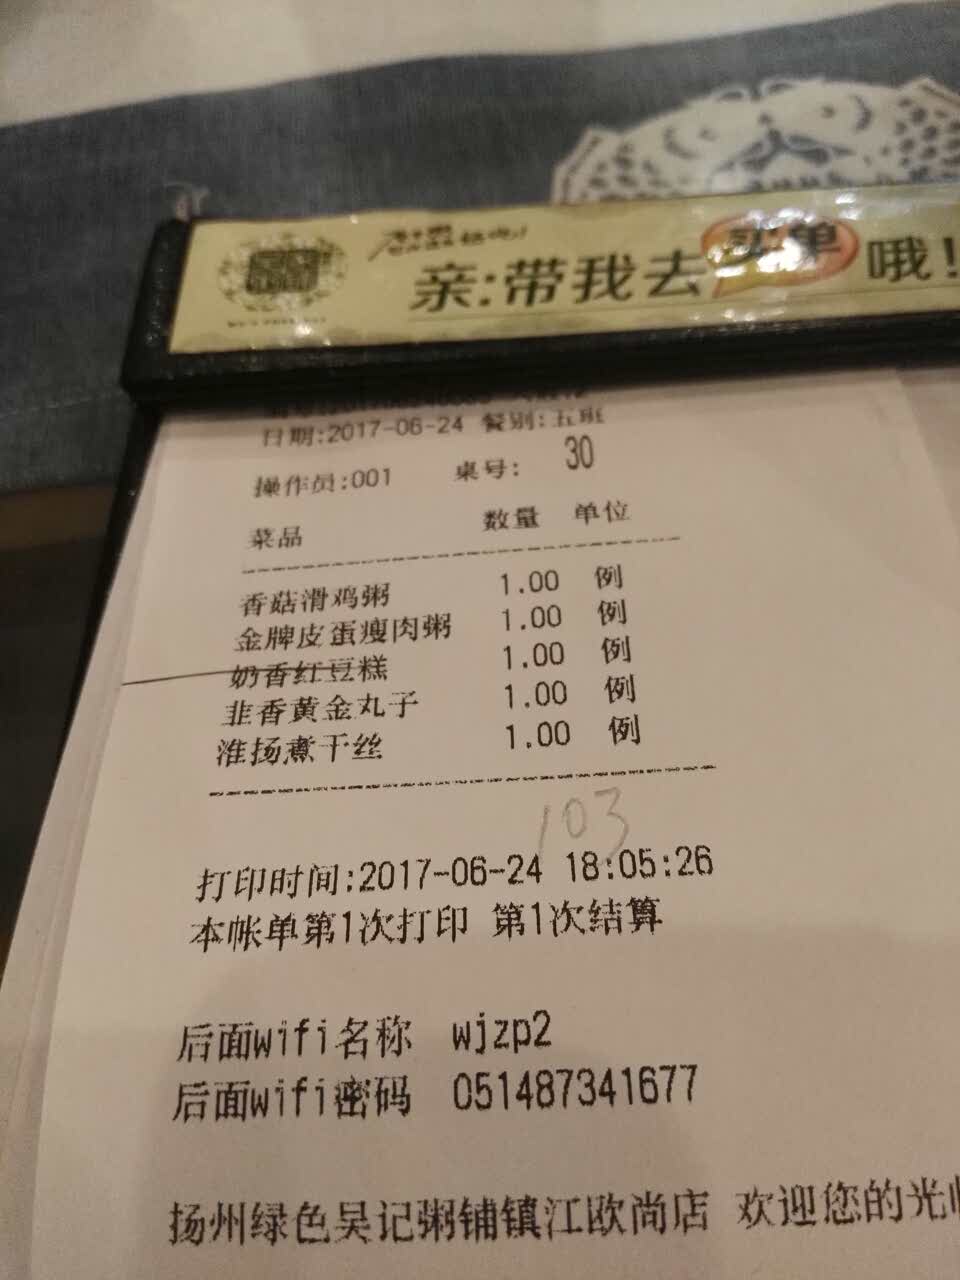 亲:带我去买单哦!
日期:2017-06-24 餐别:五班
操作员:001 桌号: 30
菜品 数量 单位
香菇滑鸡粥 1.00 例
金牌皮蛋瘦肉粥 1.00 例
奶香红豆糕 1.00 例
韭香黄金丸子 1.00 例
淮扬煮干丝 1.00 例
103
打印时间:2017-06-24 18:05:26
本帐单第1次打印 第1次结算
后面wifi名称 wjzp2
后面wifi密码 051487341677
扬州绿色吴记粥铺镇江欧尚店 欢迎您的光